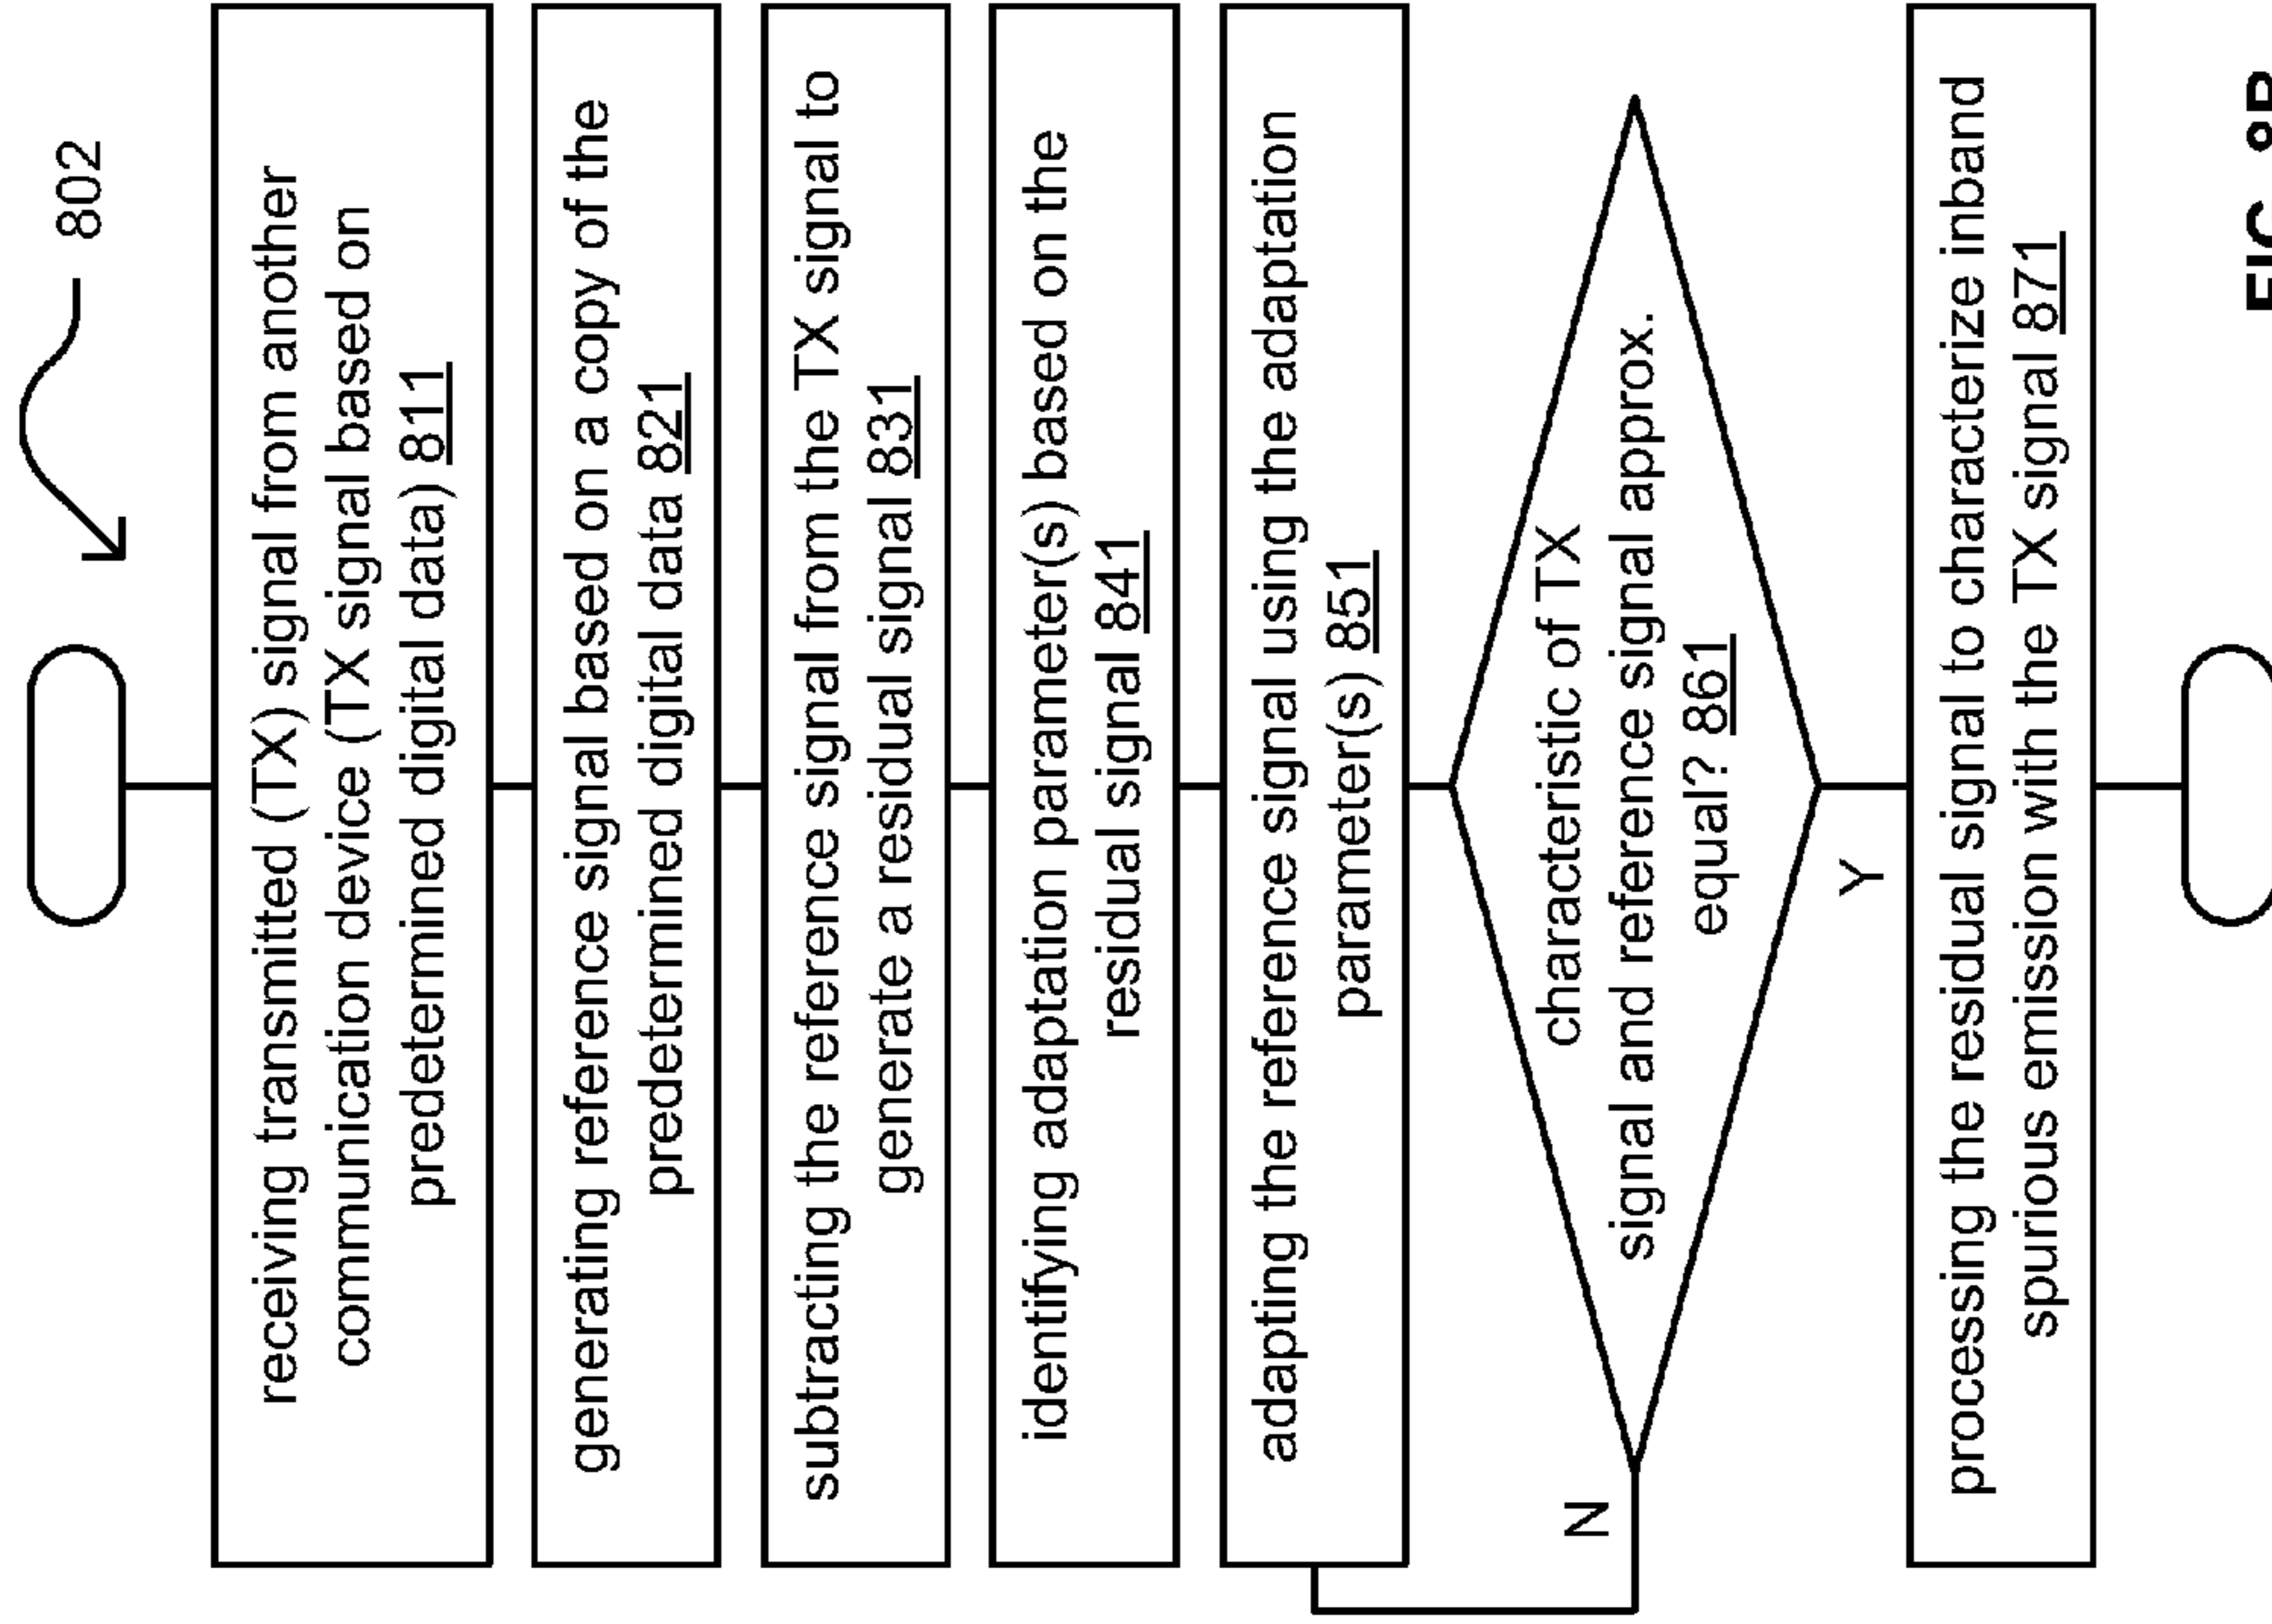 802
receiving transmitted (TX) signal from another
communication device (TX signal based on
predetermined digital data) 811
generating reference signal based on a copy of the
predetermined digital data 821
subtracting the reference signal from the TX signal to
generate a residual signal 831
identifying adaptation parameter(s) based on the
residual signal 841
adapting the reference signal using the adaptation
parameter(s) 851
characteristic of TX
signal and reference signal approx.
equal? 861
N
Y
processing the residual signal to characterize inband
spurious emission with the TX signal 871
FIG. 8B